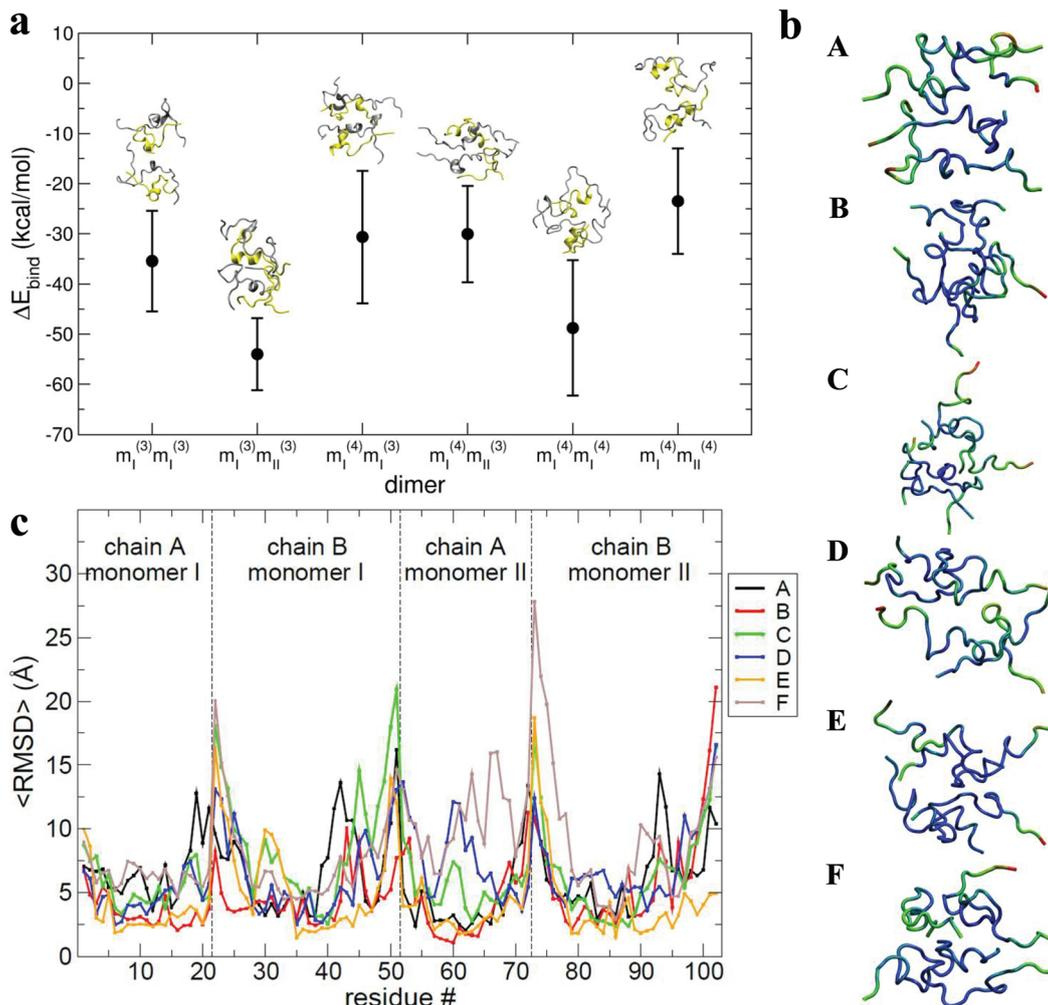 a
10
0
-10
-20
-30
-40
-50
-60
-70
ΔE_bind (kcal/mol)
m_I^(3)m_I^(3) m_I^(3)m_II^(3) m_I^(4)m_I^(3) m_I^(4)m_II^(3) m_I^(4)m_I^(4) m_I^(4)m_II^(4)
dimer
b
A
B
C
D
E
F
c
chain A monomer I
chain B monomer I
chain A monomer II
chain B monomer II
30
25
20
15
10
5
0
<RMSD> (Å)
10 20 30 40 50 60 70 80 90 100
residue #
A
B
C
D
E
F